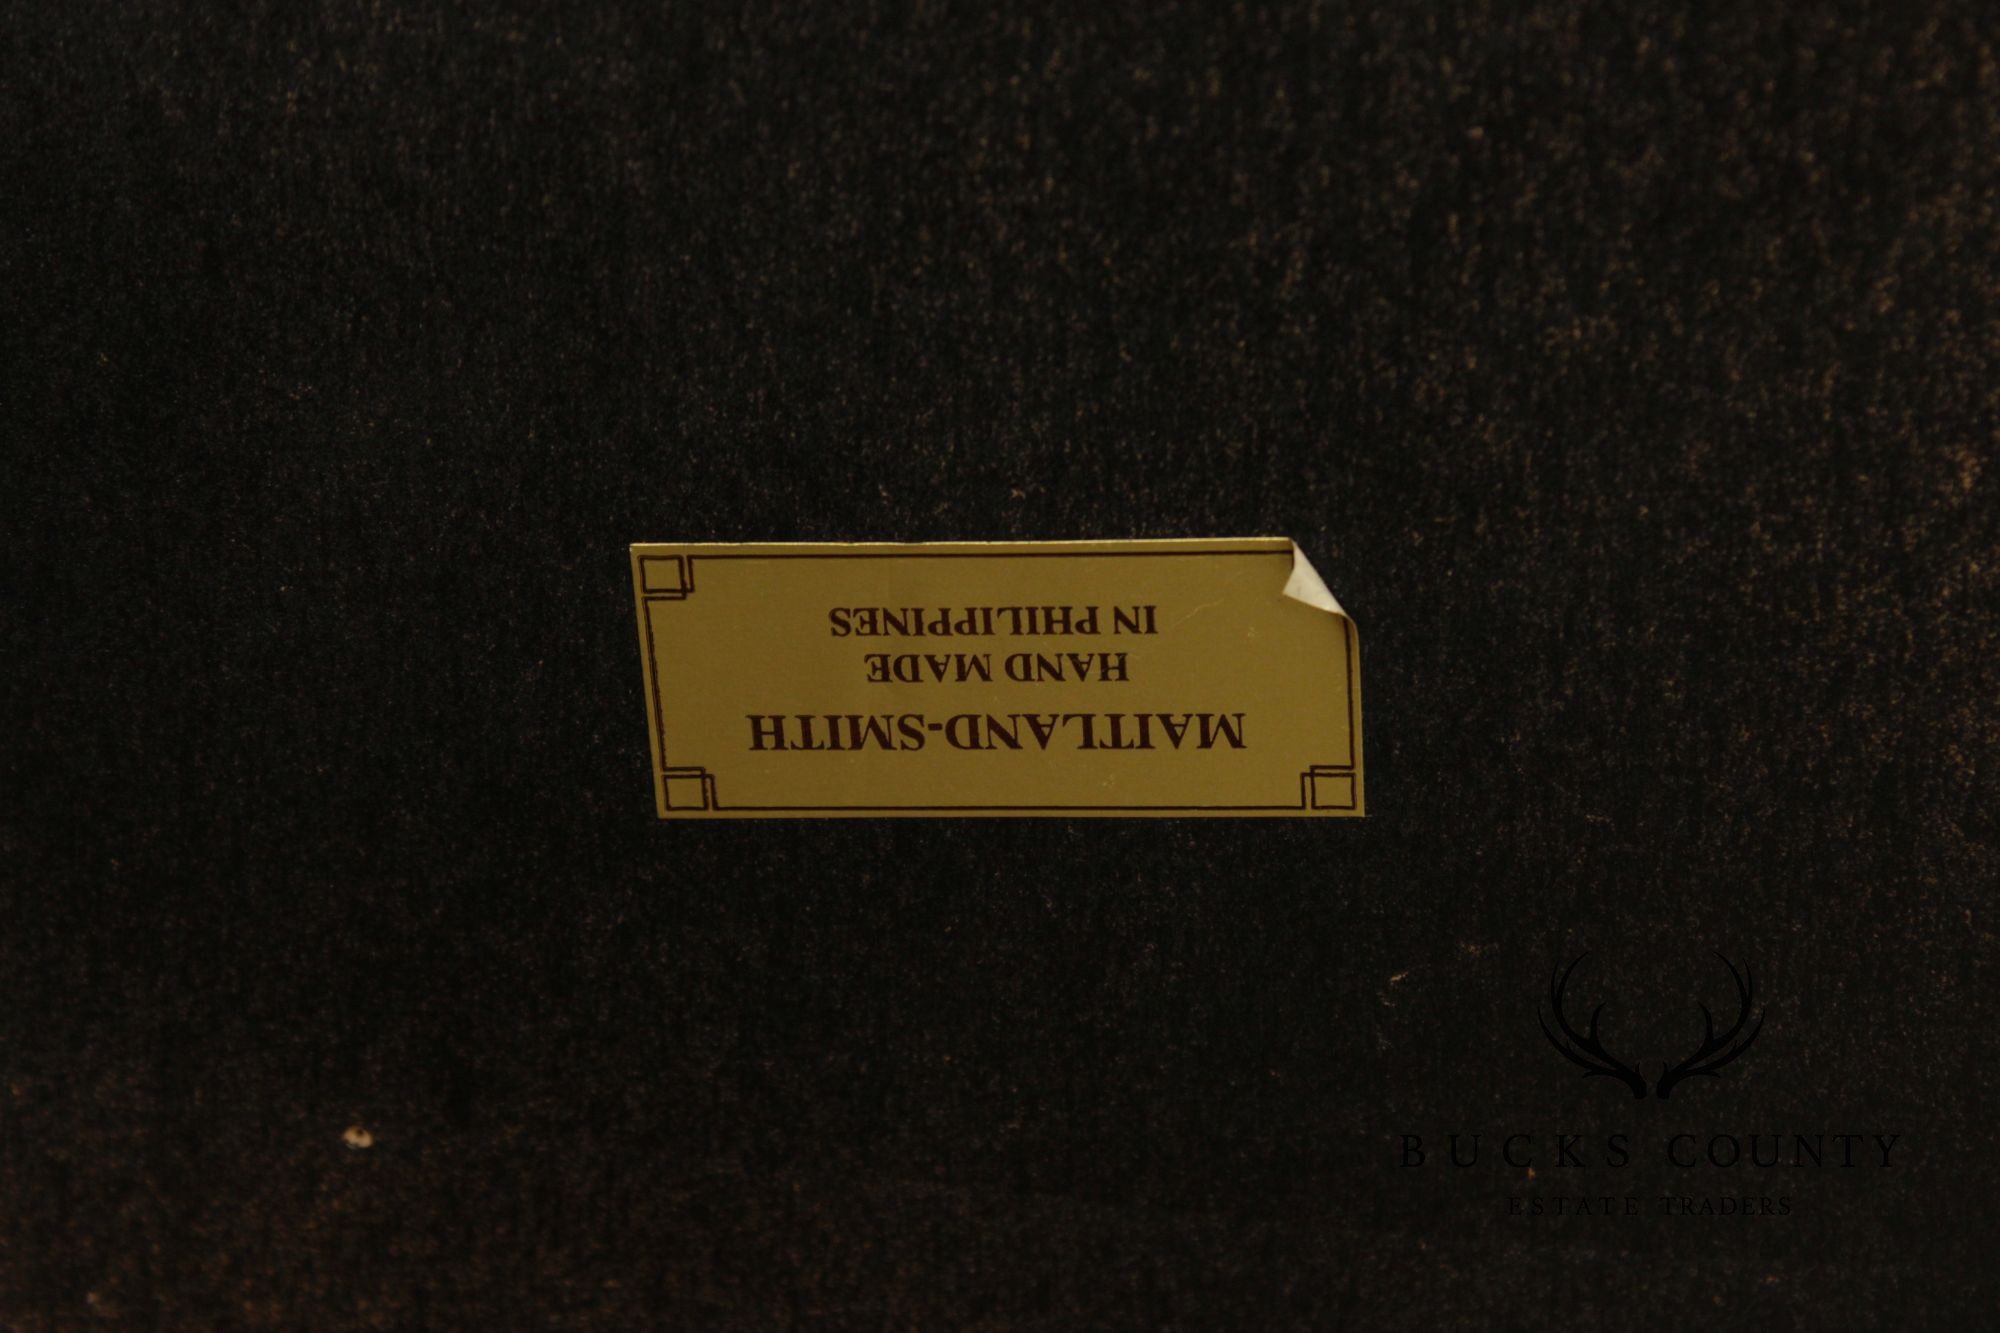 MAITLAND-SMITH
HAND MADE
IN PHILIPPINES
BUCKS COUNTY
ESTATE TRADERS